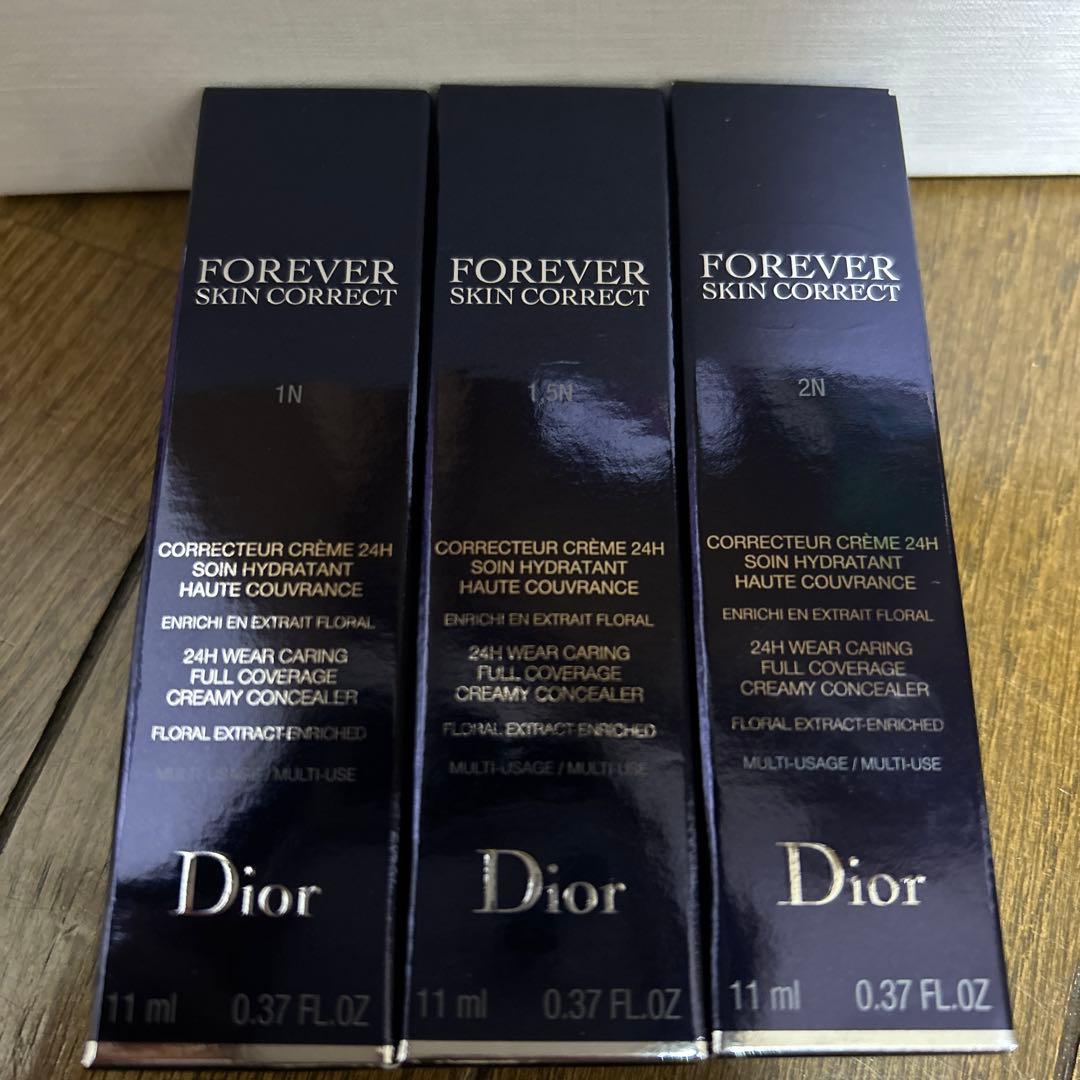 FOREVER
SKIN CORRECT
1N
CORRECTEUR CRÈME 24H
SOIN HYDRATANT
HAUTE COUVRANCE
ENRICHI EN EXTRAIT FLORAL
24H WEAR CARING
FULL COVERAGE
CREAMY CONCEALER
FLORAL EXTRACT-ENRICHED
MULTI-USAGE / MULTI-USE
Dior
11 ml 0.37 FL.OZ
FOREVER
SKIN CORRECT
1.5N
CORRECTEUR CRÈME 24H
SOIN HYDRATANT
HAUTE COUVRANCE
ENRICHI EN EXTRAIT FLORAL
24H WEAR CARING
FULL COVERAGE
CREAMY CONCEALER
FLORAL EXTRACT-ENRICHED
MULTI-USAGE / MULTI-USE
Dior
11 ml 0.37 FL.OZ
FOREVER
SKIN CORRECT
2N
CORRECTEUR CRÈME 24H
SOIN HYDRATANT
HAUTE COUVRANCE
ENRICHI EN EXTRAIT FLORAL
24H WEAR CARING
FULL COVERAGE
CREAMY CONCEALER
FLORAL EXTRACT-ENRICHED
MULTI-USAGE / MULTI-USE
Dior
11 ml 0.37 FL.OZ